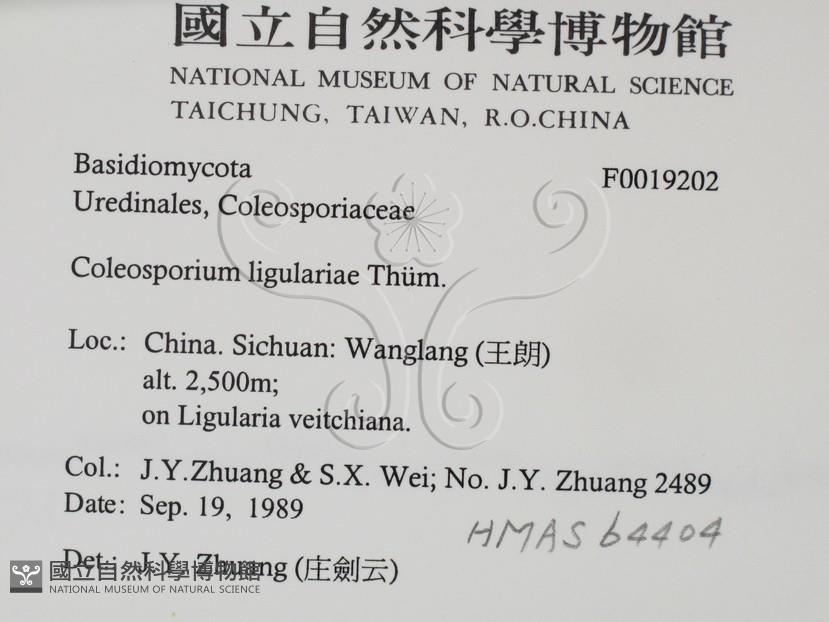 國立自然科學博物館
NATIONAL MUSEUM OF NATURAL SCIENCE
TAICHUNG, TAIWAN, R.O.CHINA
Basidiomycota F0019202
Uredinales, Coleosporiaceae
Coleosporium ligulariae Thüm.
Loc.: China. Sichuan: Wanglang (王朗)
alt. 2,500m;
on Ligularia veitchiana.
Col.: J.Y.Zhuang & S.X. Wei; No. J.Y. Zhuang 2489
Date: Sep. 19, 1989
HMAS 64404
Det.: J.Y. Zhuang (庄劍云)
國立自然科學博物館
NATIONAL MUSEUM OF NATURAL SCIENCE